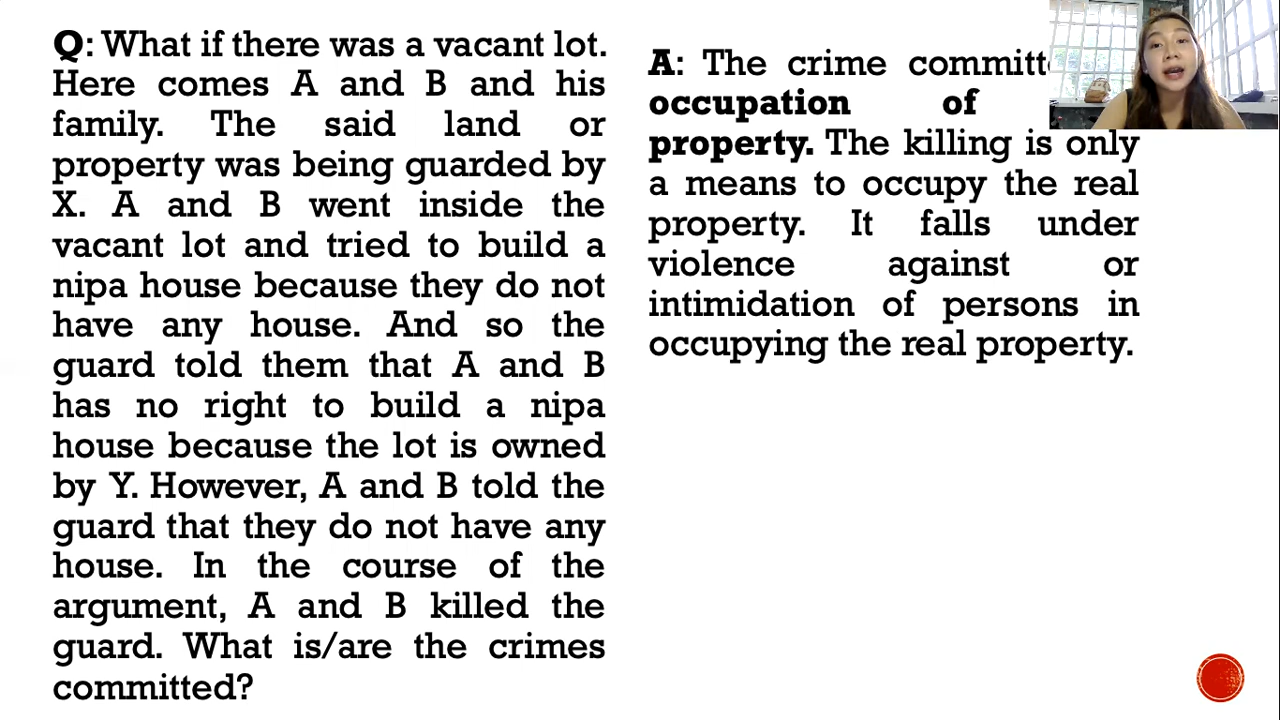 Q: What if there was a vacant lot.
Here comes A and B and his
family. The said land or
property was being guarded by
X. A and B went inside the
vacant lot and tried to build a
nipa house because they do not
have any house. And so the
guard told them that A and B
has no right to build a nipa
house because the lot is owned
by Y. However, A and B told the
guard that they do not have any
house. In the course of the
argument, A and B killed the
guard. What is/are the crimes
committed?
A: The crime
occupation of
property. The killing is only
a means to occupy the real
property. It falls under
violence against or
intimidation of persons in
occupying the real property.